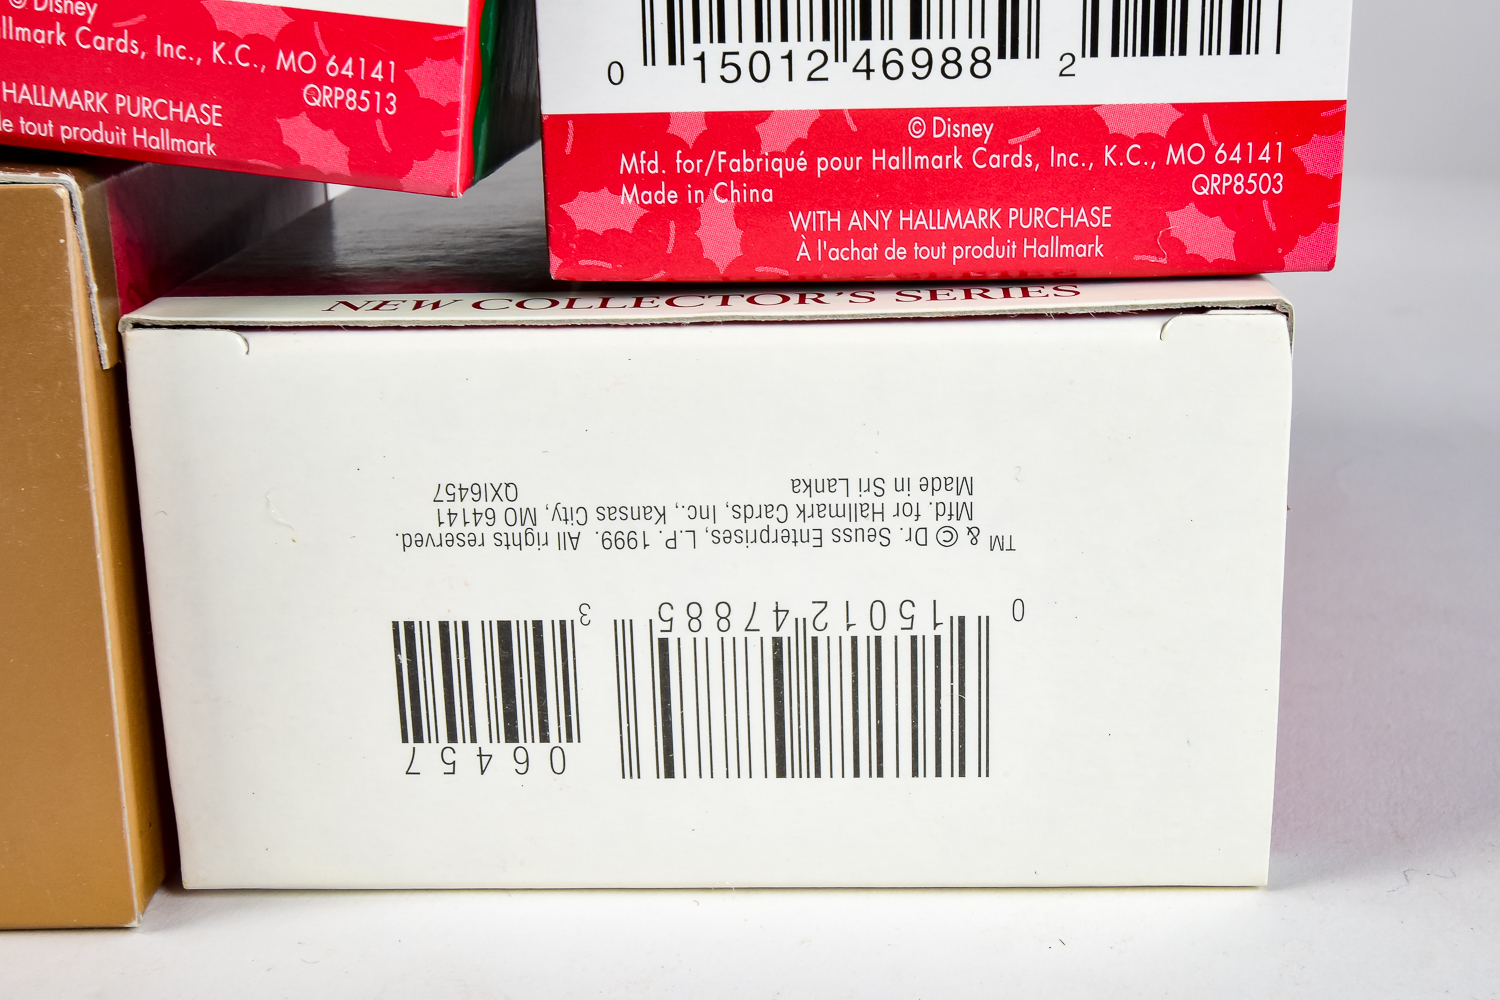 © Disney
llmark Cards, Inc., K.C., MO 64141
QRP8513
HALLMARK PURCHASE
de tout produit Hallmark
0 15012 46988 2
© Disney
Mfd. for/Fabriqué pour Hallmark Cards, Inc., K.C., MO 64141
Made in China QRP8503
WITH ANY HALLMARK PURCHASE
À l'achat de tout produit Hallmark
NEW COLLECTOR'S SERIES
0 15012 47885 3
06457
TM & © Dr. Seuss Enterprises, L.P. 1999. All rights reserved.
Mfd. for Hallmark Cards, Inc., Kansas City, MO 64141
Made in Sri Lanka QXI6457